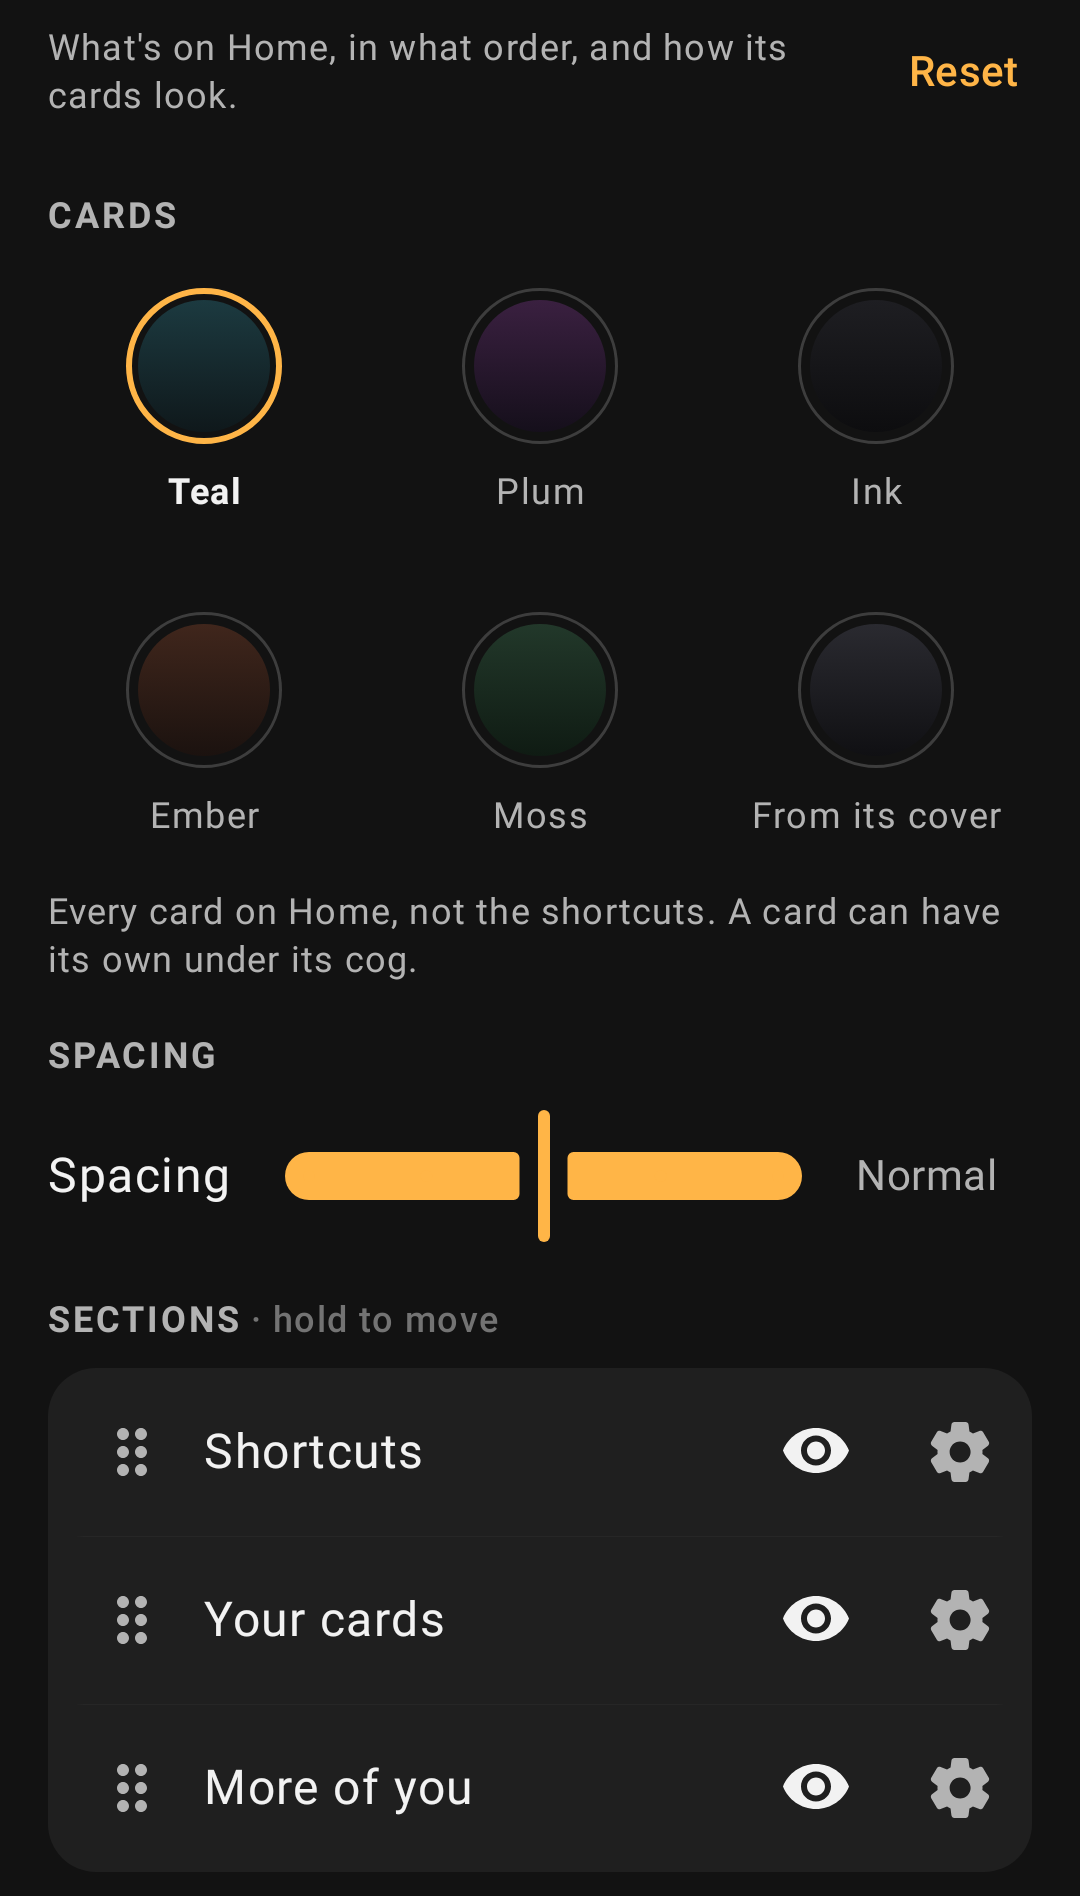 What's on Home, in what order, and how its
cards look.
Reset
CARDS
Teal
Plum
Ink
Ember
Moss
From its cover
Every card on Home, not the shortcuts. A card can have
its own under its cog.
SPACING
Spacing
Normal
SECTIONS · hold to move
Shortcuts
Your cards
More of you